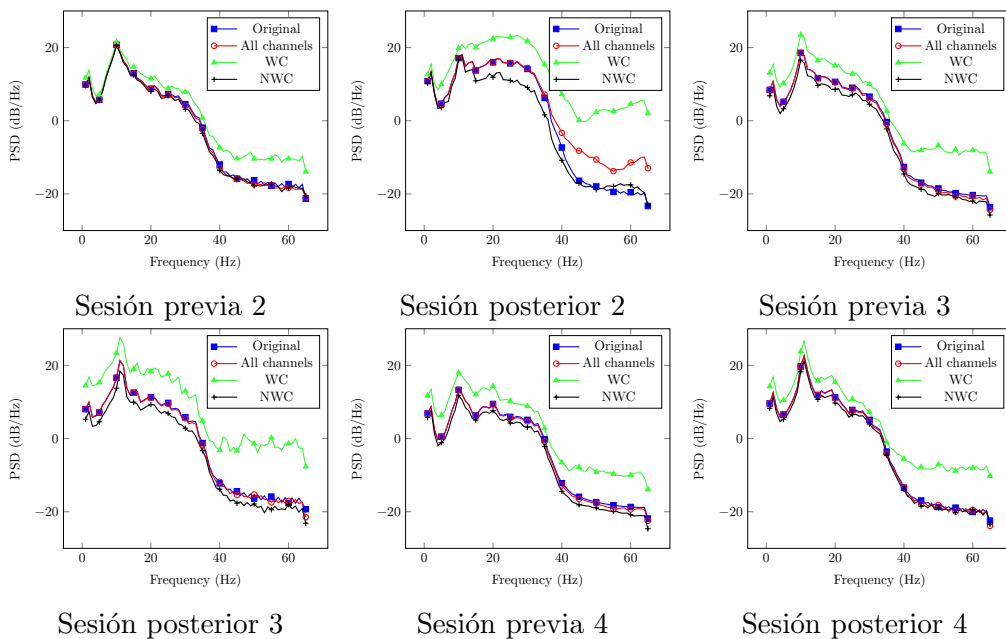 20
0
−20
PSD (dB/Hz)
0 20 40 60
Frequency (Hz)
Original
All channels
WC
NWC
Sesión previa 2
20
0
−20
PSD (dB/Hz)
0 20 40 60
Frequency (Hz)
Original
All channels
WC
NWC
Sesión posterior 2
20
0
−20
PSD (dB/Hz)
0 20 40 60
Frequency (Hz)
Original
All channels
WC
NWC
Sesión previa 3
20
0
−20
PSD (dB/Hz)
0 20 40 60
Frequency (Hz)
Original
All channels
WC
NWC
Sesión posterior 3
20
0
−20
PSD (dB/Hz)
0 20 40 60
Frequency (Hz)
Original
All channels
WC
NWC
Sesión previa 4
20
0
−20
PSD (dB/Hz)
0 20 40 60
Frequency (Hz)
Original
All channels
WC
NWC
Sesión posterior 4